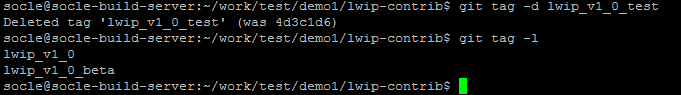 socle@socle-build-server:~/work/test/demo1/lwip-contrib$ git tag -d lwip_v1_0_test
Deleted tag 'lwip_v1_0_test' (was 4d3c1d6)
socle@socle-build-server:~/work/test/demo1/lwip-contrib$ git tag -l
lwip_v1_0
lwip_v1_0_beta
socle@socle-build-server:~/work/test/demo1/lwip-contrib$